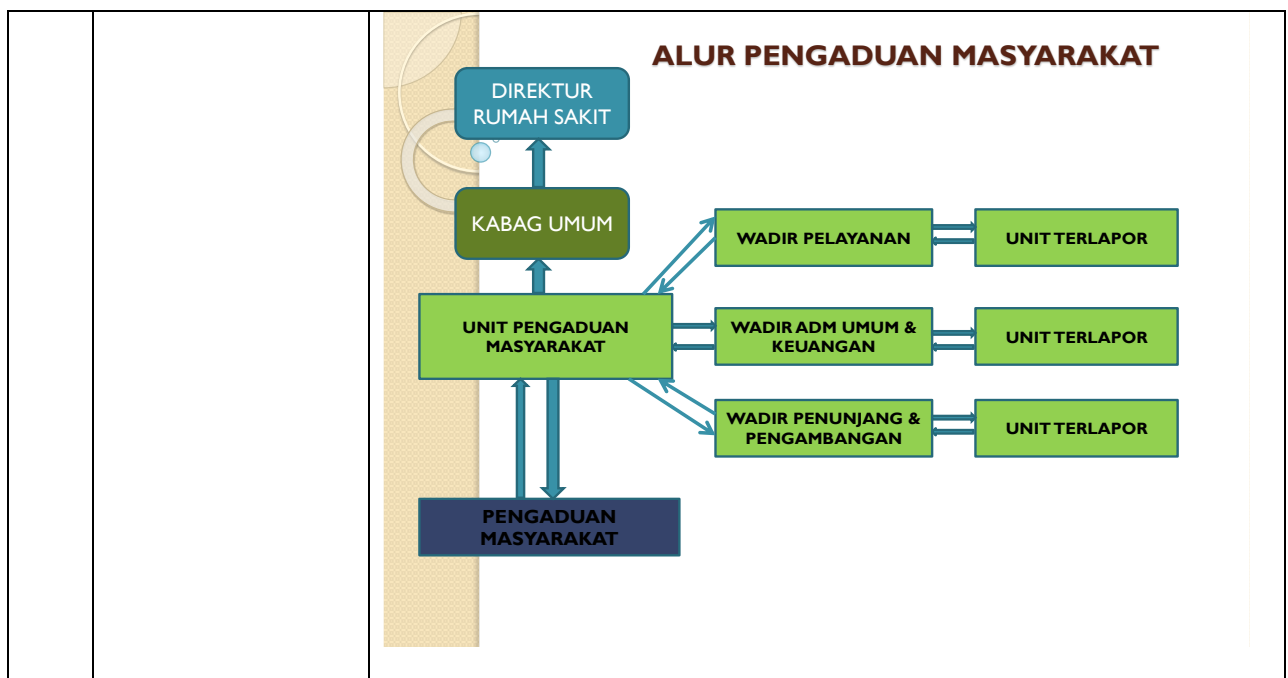 ALUR PENGADUAN MASYARAKAT
DIREKTUR
RUMAH SAKIT
KABAG UMUM
WADIR PELAYANAN
UNIT TERLAPOR
UNIT PENGADUAN
MASYARAKAT
WADIR ADM UMUM &
KEUANGAN
UNIT TERLAPOR
WADIR PENUNJANG &
PENGAMBANGAN
UNIT TERLAPOR
PENGADUAN
MASYARAKAT